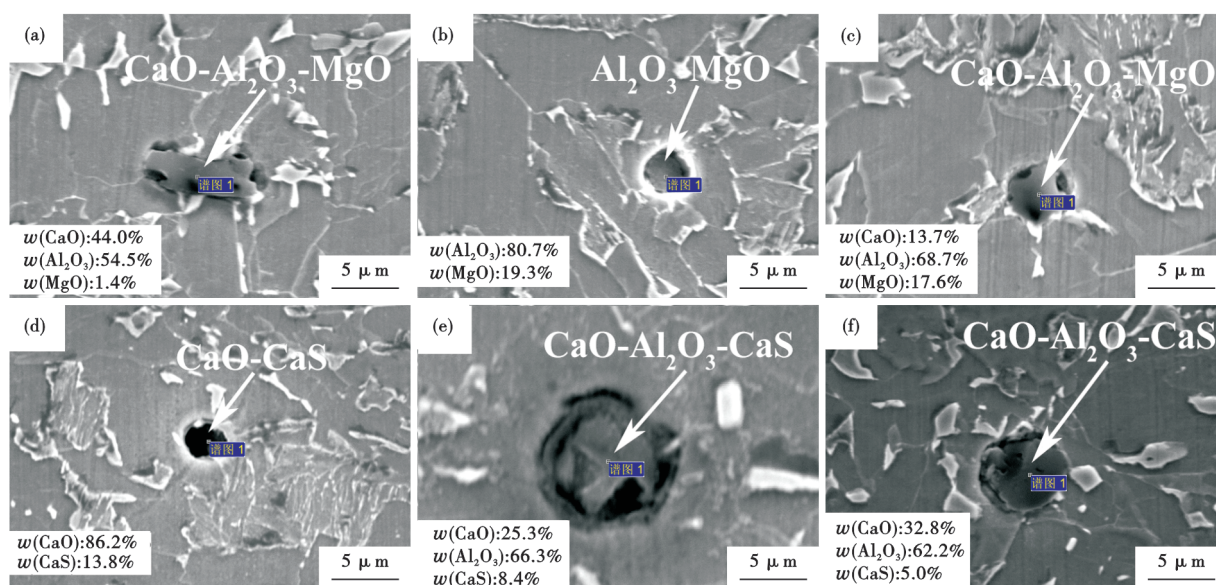 (a)
CaO-Al₂O₃-MgO
谱图 1
w(CaO):44.0%
w(Al₂O₃):54.5%
w(MgO):1.4%
5 μm
(b)
Al₂O₃-MgO
谱图 1
w(Al₂O₃):80.7%
w(MgO):19.3%
5 μm
(c)
CaO-Al₂O₃-MgO
谱图 1
w(CaO):13.7%
w(Al₂O₃):68.7%
w(MgO):17.6%
5 μm
(d)
CaO-CaS
谱图 1
w(CaO):86.2%
w(CaS):13.8%
5 μm
(e)
CaO-Al₂O₃-CaS
谱图 1
w(CaO):25.3%
w(Al₂O₃):66.3%
w(CaS):8.4%
5 μm
(f)
CaO-Al₂O₃-CaS
谱图 1
w(CaO):32.8%
w(Al₂O₃):62.2%
w(CaS):5.0%
5 μm